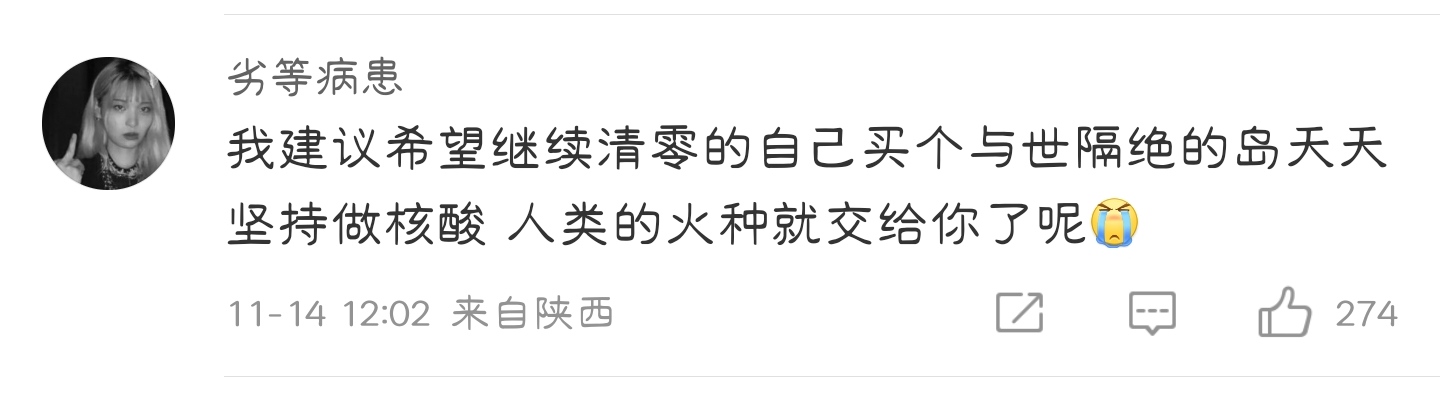 劣等病患
我建议希望继续清零的自己买个与世隔绝的岛天天
坚持做核酸 人类的火种就交给你了呢😭
11-14 12:02 来自陕西
274